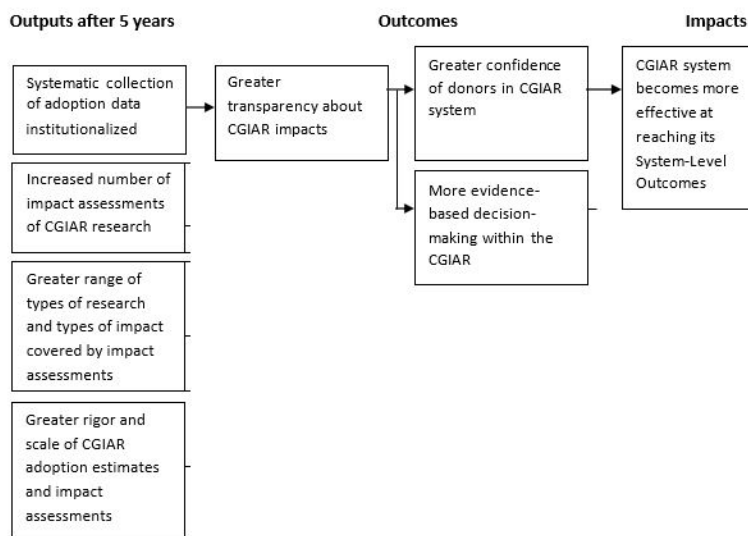 Outputs after 5 years
Outcomes
Impacts
Systematic collection
of adoption data
institutionalized
Increased number of
impact assessments
of CGIAR research
Greater range of
types of research
and types of impact
covered by impact
assessments
Greater rigor and
scale of CGIAR
adoption estimates
and impact
assessments
Greater
transparency about
CGIAR impacts
Greater confidence
of donors in CGIAR
system
More evidence-
based decision-
making within the
CGIAR
CGIAR system
becomes more
effective at
reaching its
System-Level
Outcomes